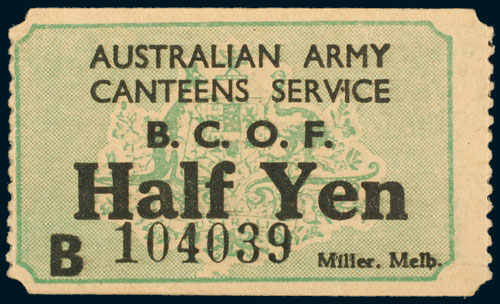 AUSTRALIAN ARMY
CANTEENS SERVICE
B. C. O. F.
Half Yen
B 104039 Miller, Melb.